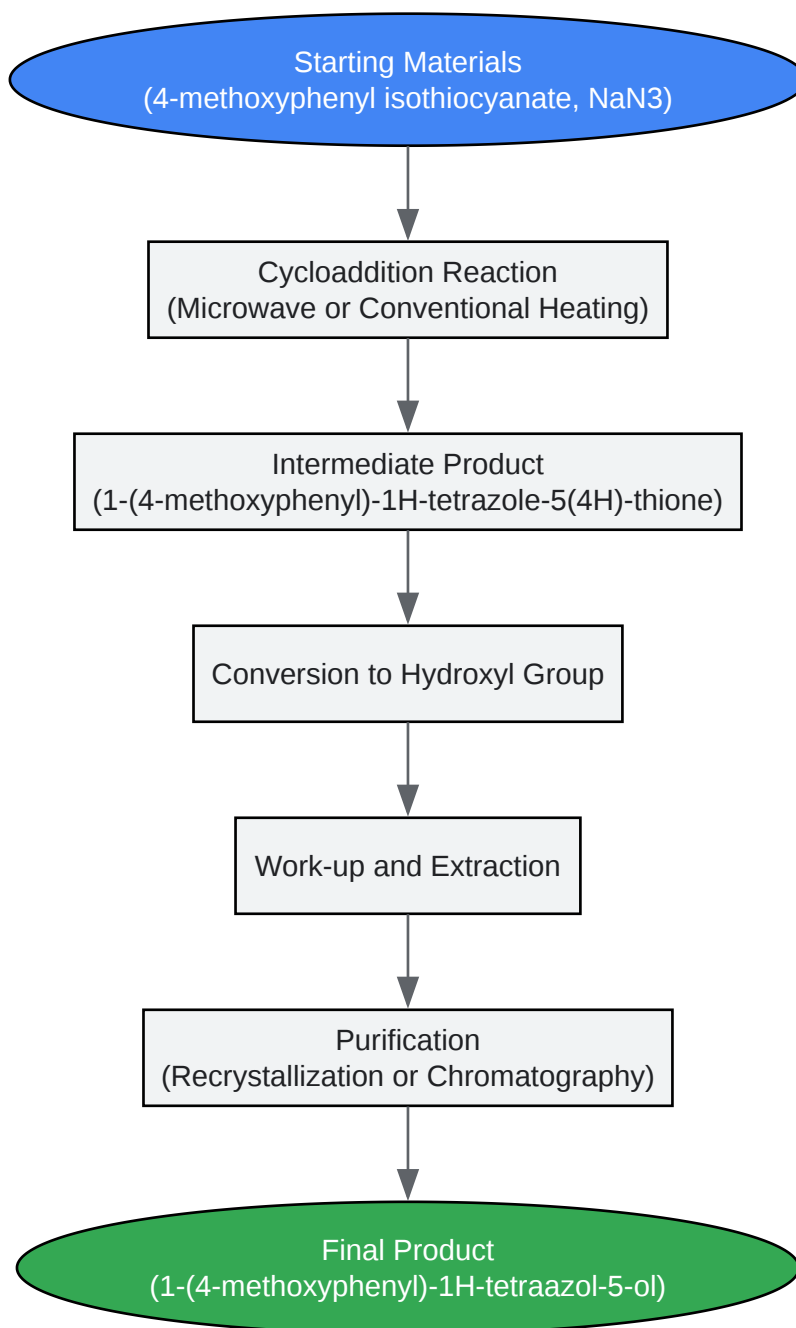 Starting Materials
(4-methoxyphenyl isothiocyanate, NaN3)
Cycloaddition Reaction
(Microwave or Conventional Heating)
Intermediate Product
(1-(4-methoxyphenyl)-1H-tetrazole-5(4H)-thione)
Conversion to Hydroxyl Group
Work-up and Extraction
Purification
(Recrystallization or Chromatography)
Final Product
(1-(4-methoxyphenyl)-1H-tetraazol-5-ol)